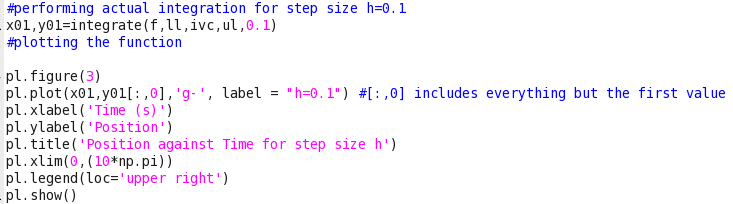 #performing actual integration for step size h=0.1
x01,y01=integrate(f,ll,ivc,ul,0.1)
#plotting the function
pl.figure(3)
pl.plot(x01,y01[:,0],'g-', label = "h=0.1") #[:,0] includes everything but the first value
pl.xlabel('Time (s)')
pl.ylabel('Position')
pl.title('Position against Time for step size h')
pl.xlim(0,(10*np.pi))
pl.legend(loc='upper right')
pl.show()